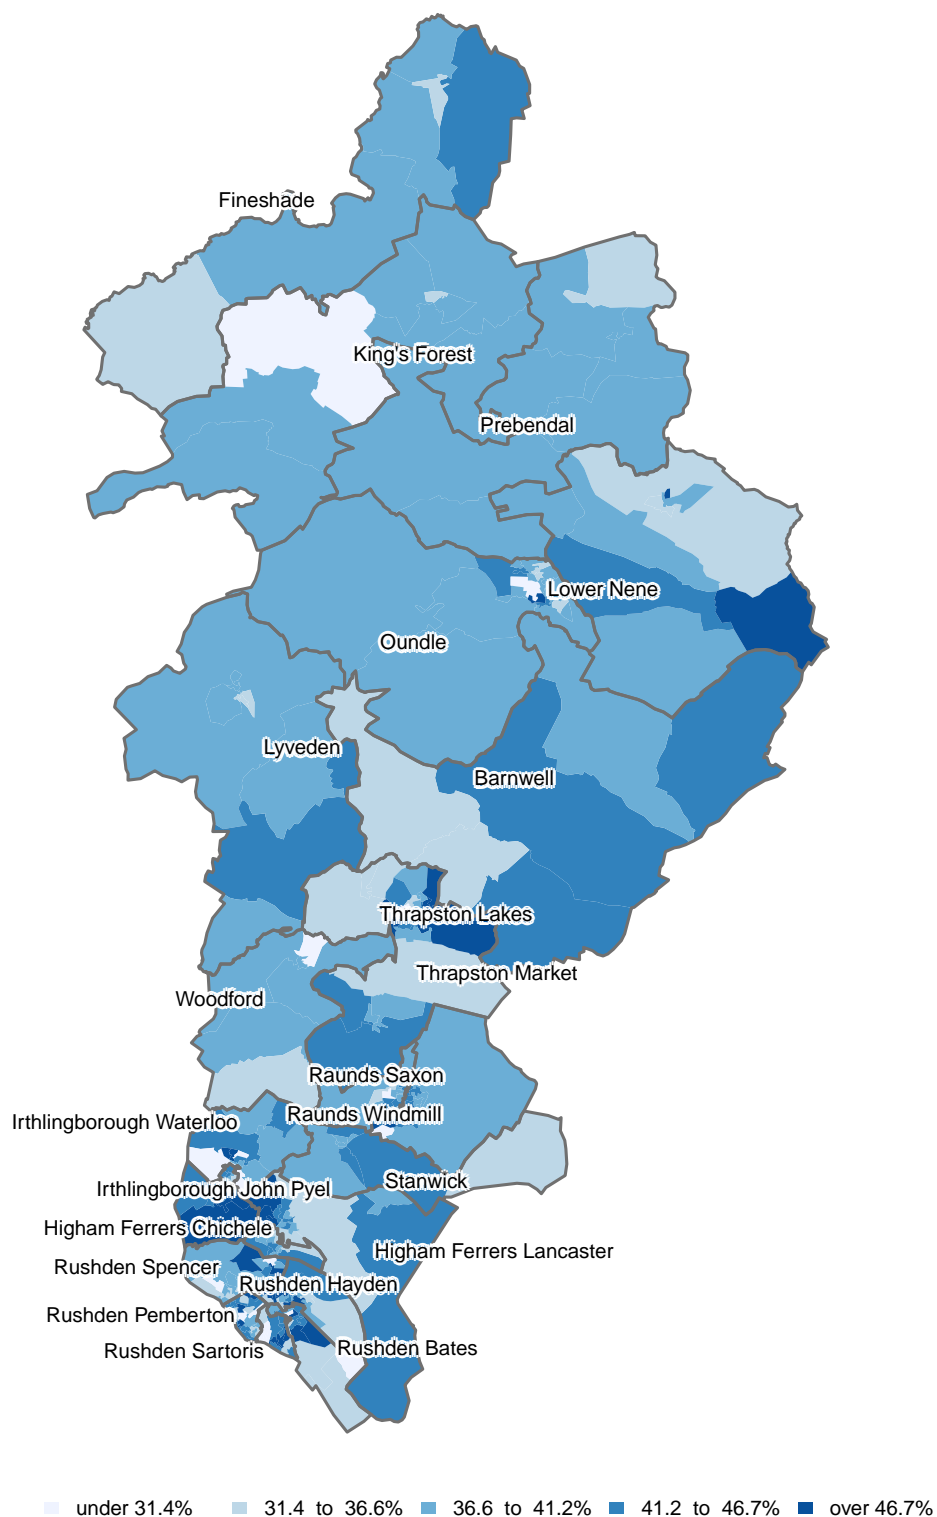 Fineshade
King's Forest
Prebendal
Lower Nene
Oundle
Lyveden
Barnwell
Thrapston Lakes
Thrapston Market
Woodford
Raunds Saxon
Raunds Windmill
Irthlingborough Waterloo
Stanwick
Irthlingborough John Pyel
Higham Ferrers Chichele
Higham Ferrers Lancaster
Rushden Spencer
Rushden Hayden
Rushden Pemberton
Rushden Bates
Rushden Sartoris
under 31.4% 31.4 to 36.6% 36.6 to 41.2% 41.2 to 46.7% over 46.7%